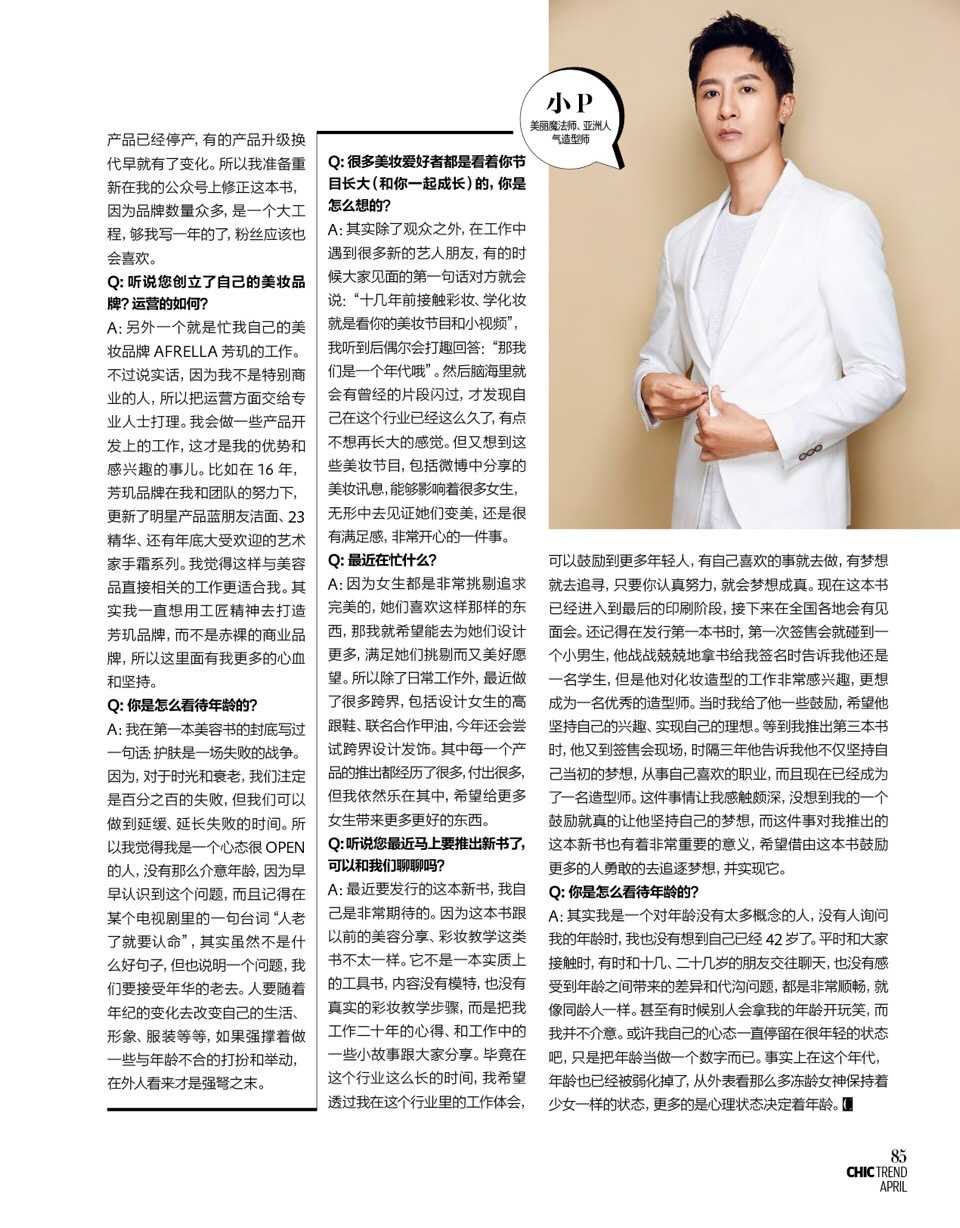 产品已经停产，有的产品升级换
代早就有了变化。所以我准备重
新在我的公众号上修正这本书，
因为品牌数量众多，是一个大工
程，够我写一年的了，粉丝应该也
会喜欢。
Q：听说您创立了自己的美妆品
牌？运营的如何？
A：另外一个就是忙我自己的美
妆品牌 AFRELLA 芳玑的工作。
不过说实话，因为我不是特别商
业的人，所以把运营方面交给专
业人士打理。我会做一些产品开
发上的工作，这才是我的优势和
感兴趣的事儿。比如在 16 年，
芳玑品牌在我和团队的努力下，
更新了明星产品蓝朋友洁面、23
精华、还有年底大受欢迎的艺术
家手霜系列。我觉得这样与美容
品直接相关的工作更适合我。其
实我一直想用工匠精神去打造
芳玑品牌，而不是赤裸的商业品
牌，所以这里面有我更多的心血
和坚持。
Q：你是怎么看待年龄的？
A：我在第一本美容书的封底写过
一句话：护肤是一场失败的战争。
因为，对于时光和衰老，我们注定
是百分之百的失败，但我们可以
做到延缓、延长失败的时间。所
以我觉得我是一个心态很 OPEN
的人，没有那么介意年龄，因为早
早认识到这个问题，而且记得在
某个电视剧里的一句台词“人老
了就要认命”，其实虽然不是什
么好句子，但也说明一个问题，我
们要接受年华的老去。人要随着
年纪的变化去改变自己的生活、
形象、服装等等，如果强撑着做
一些与年龄不合的打扮和举动，
在外人看来才是强弩之末。
小 P
美丽魔法师、亚洲人
气造型师
Q：很多美妆爱好者都是看着你节
目长大（和你一起成长）的，你是
怎么想的？
A：其实除了观众之外，在工作中
遇到很多新的艺人朋友，有的时
候大家见面的第一句话对方就会
说：“十几年前接触彩妆、学化妆
就是看你的美妆节目和小视频”，
我听到后偶尔会打趣回答：“那我
们是一个年代哦”。然后脑海里就
会有曾经的片段闪过，才发现自
己在这个行业已经这么久了，有点
不想再长大的感觉。但又想到这
些美妆节目，包括微博中分享的
美妆讯息，能够影响着很多女生，
无形中去见证她们变美，还是很
有满足感，非常开心的一件事。
Q：最近在忙什么？
A：因为女生都是非常挑剔追求
完美的，她们喜欢这样那样的东
西，那我就希望能去为她们设计
更多，满足她们挑剔而又美好愿
望。所以除了日常工作外，最近做
了很多跨界，包括设计女生的高
跟鞋、联名合作甲油，今年还会尝
试跨界设计发饰。其中每一个产
品的推出都经历了很多，付出很多，
但我依然乐在其中，希望给更多
女生带来更多更好的东西。
Q：听说您最近马上要推出新书了，
可以和我们聊聊吗？
A：最近要发行的这本新书，我自
己是非常期待的。因为这本书跟
以前的美容分享、彩妆教学这类
书不太一样。它不是一本实质上
的工具书，内容没有模特，也没有
真实的彩妆教学步骤，而是把我
工作二十年的心得、和工作中的
一些小故事跟大家分享。毕竟在
这个行业这么长的时间，我希望
透过我在这个行业里的工作体会，
可以鼓励到更多年轻人，有自己喜欢的事就去做，有梦想
就去追寻，只要你认真努力，就会梦想成真。现在这本书
已经进入到最后的印刷阶段，接下来在全国各地会有见
面会。还记得在发行第一本书时，第一次签售会就碰到一
个小男生，他战战兢兢地拿书给我签名时告诉我他还是
一名学生，但是他对化妆造型的工作非常感兴趣，更想
成为一名优秀的造型师。当时我给了他一些鼓励，希望他
坚持自己的兴趣、实现自己的理想。等到我推出第三本书
时，他又到签售会现场，时隔三年他告诉我他不仅坚持自
己当初的梦想，从事自己喜欢的职业，而且现在已经成为
了一名造型师。这件事情让我感触颇深，没想到我的一个
鼓励就真的让他坚持自己的梦想，而这件事对我推出的
这本新书也有着非常重要的意义，希望借由这本书鼓励
更多的人勇敢的去追逐梦想，并实现它。
Q：你是怎么看待年龄的？
A：其实我是一个对年龄没有太多概念的人，没有人询问
我的年龄时，我也没有想到自己已经 42 岁了。平时和大家
接触时，有时和十几、二十几岁的朋友交往聊天，也没有感
受到年龄之间带来的差异和代沟问题，都是非常顺畅，就
像同龄人一样。甚至有时候别人会拿我的年龄开玩笑，而
我并不介意。或许我自己的心态一直停留在很年轻的状态
吧，只是把年龄当做一个数字而已。事实上在这个年代，
年龄也已经被弱化掉了，从外表看那么多冻龄女神保持着
少女一样的状态，更多的是心理状态决定着年龄。
85
CHIC TREND
APRIL